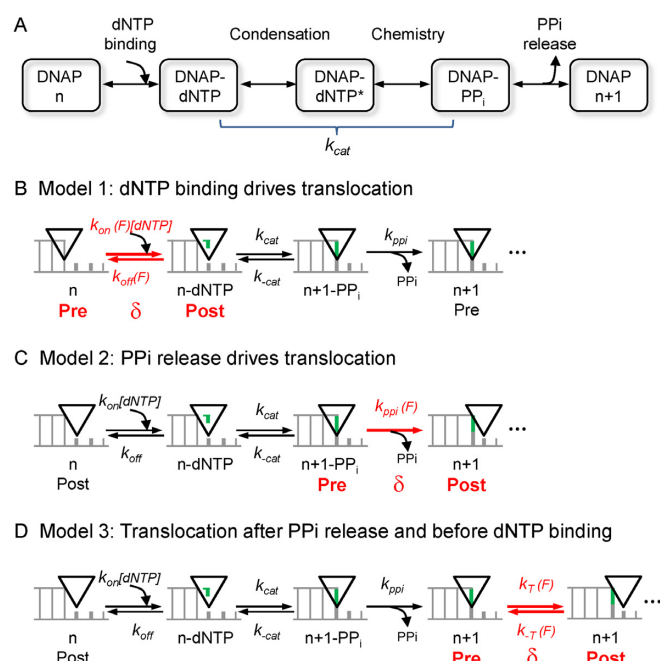 A
dNTP
binding
Condensation
Chemistry
PPi
release
DNAP
n
DNAP-
dNTP
DNAP-
dNTP*
DNAP-
PPi
DNAP
n+1
kcat
B Model 1: dNTP binding drives translocation
kon (F)[dNTP]
koff(F)
kcat
k-cat
kppi
PPi
...
n
n-dNTP
n+1-PPi
n+1
Pre
δ
Post
Pre
C Model 2: PPi release drives translocation
kon[dNTP]
koff
kcat
k-cat
kppi (F)
PPi
...
n
n-dNTP
n+1-PPi
n+1
Post
Pre
δ
Post
D Model 3: Translocation after PPi release and before dNTP binding
kon[dNTP]
koff
kcat
k-cat
kppi
PPi
kT (F)
k-T (F)
...
n
n-dNTP
n+1-PPi
n+1
n+1
Post
Pre
δ
Post